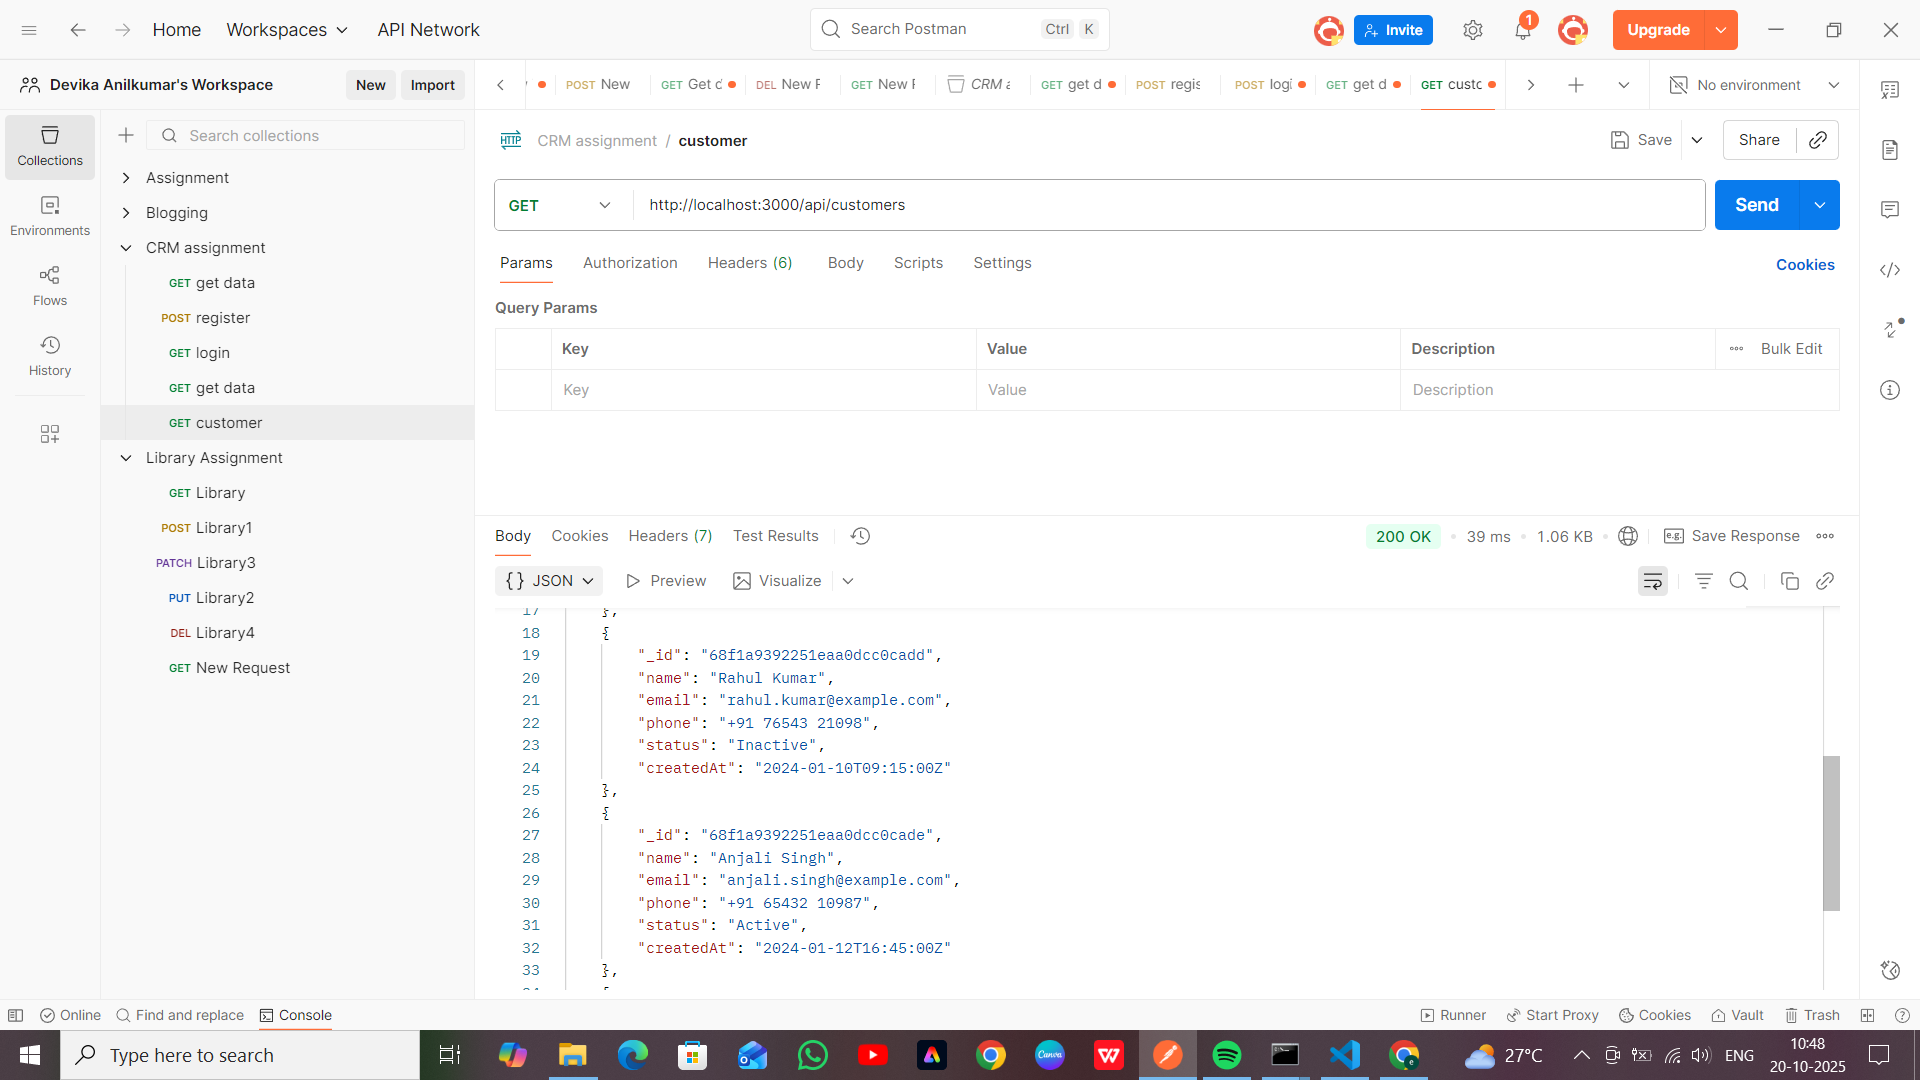 Home
Workspaces
API Network
Search Postman
Ctrl K
Invite
1
Upgrade
Devika Anilkumar's Workspace
New
Import
POST New
GET Get d
DEL New F
GET New F
CRM a
GET get d
POST regis
POST logi
GET get d
GET custo
No environment
Collections
Environments
Flows
History
Search collections
Assignment
Blogging
CRM assignment
GET get data
POST register
GET login
GET get data
GET customer
Library Assignment
GET Library
POST Library1
PATCH Library3
PUT Library2
DEL Library4
GET New Request
HTTP
CRM assignment / customer
Save
Share
GET
http://localhost:3000/api/customers
Send
Params
Authorization
Headers (6)
Body
Scripts
Settings
Cookies
Query Params
Key Value Description Bulk Edit
Key Value Description
Body
Cookies
Headers (7)
Test Results
200 OK
39 ms
1.06 KB
e.g.
Save Response
{} JSON
Preview
Visualize
17 },
18 {
19 "_id": "68f1a9392251eaa0dcc0cadd",
20 "name": "Rahul Kumar",
21 "email": "rahul.kumar@example.com",
22 "phone": "+91 76543 21098",
23 "status": "Inactive",
24 "createdAt": "2024-01-10T09:15:00Z"
25 },
26 {
27 "_id": "68f1a9392251eaa0dcc0cade",
28 "name": "Anjali Singh",
29 "email": "anjali.singh@example.com",
30 "phone": "+91 65432 10987",
31 "status": "Active",
32 "createdAt": "2024-01-12T16:45:00Z"
33 },
Online
Find and replace
Console
Runner
Start Proxy
Cookies
Vault
Trash
Type here to search
Canva
27°C
ENG
10:48
20-10-2025